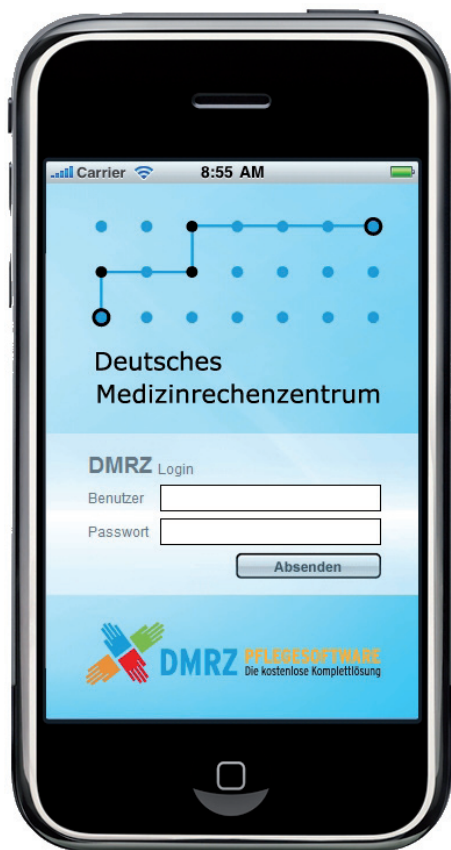 Carrier 8:55 AM
Deutsches
Medizinrechenzentrum
DMRZ Login
Benutzer
Passwort
Absenden
DMRZ PFLEGESOFTWARE
Die kostenlose Komplettlösung